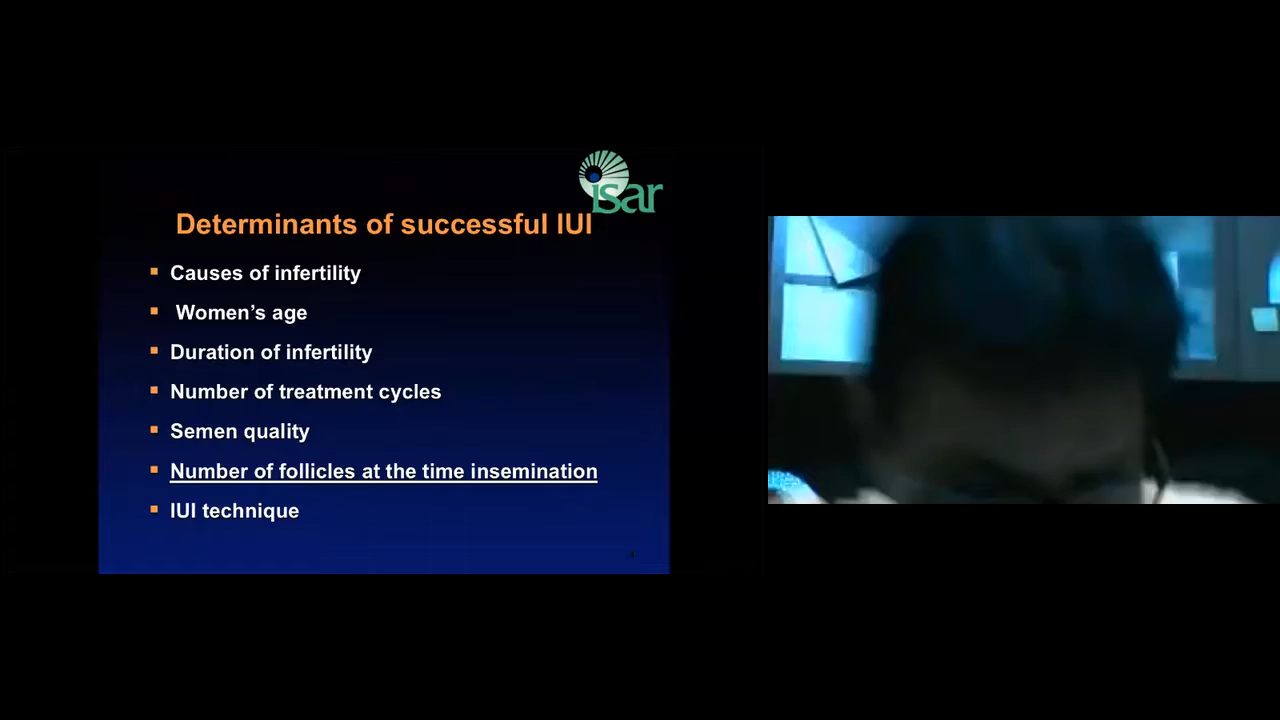 isar
Determinants of successful IUI
Causes of infertility
Women’s age
Duration of infertility
Number of treatment cycles
Semen quality
Number of follicles at the time insemination
IUI technique
4